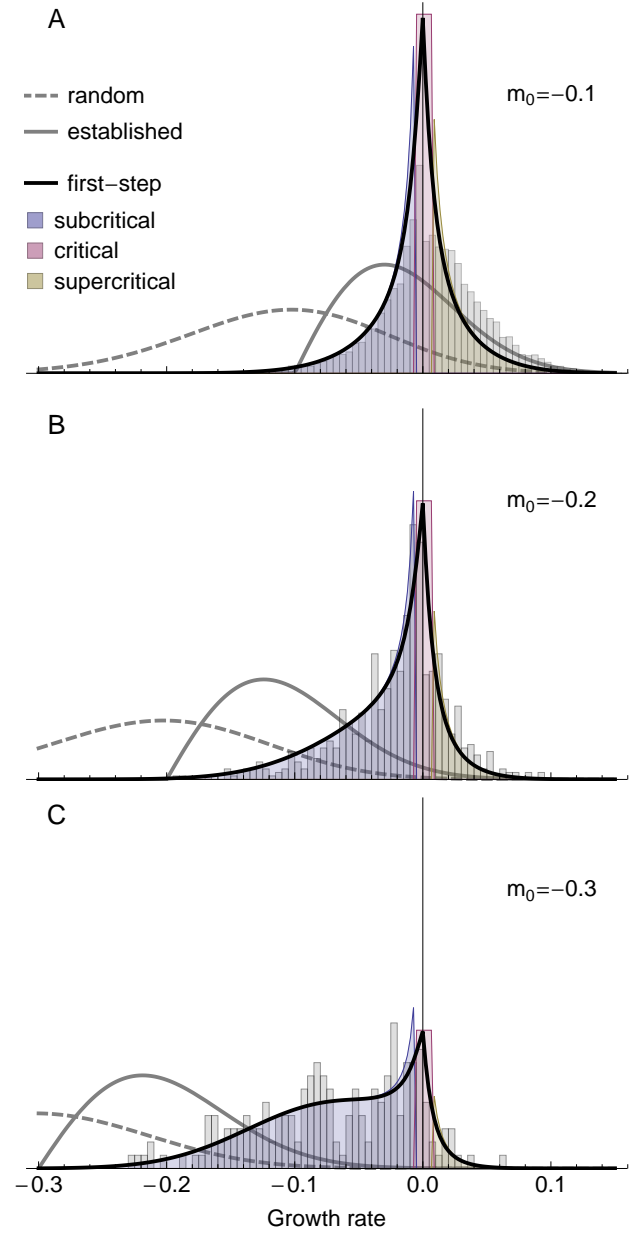 A
random
established
first−step
subcritical
critical
supercritical
m₀=−0.1
B
m₀=−0.2
C
m₀=−0.3
−0.3 −0.2 −0.1 0.0 0.1
Growth rate